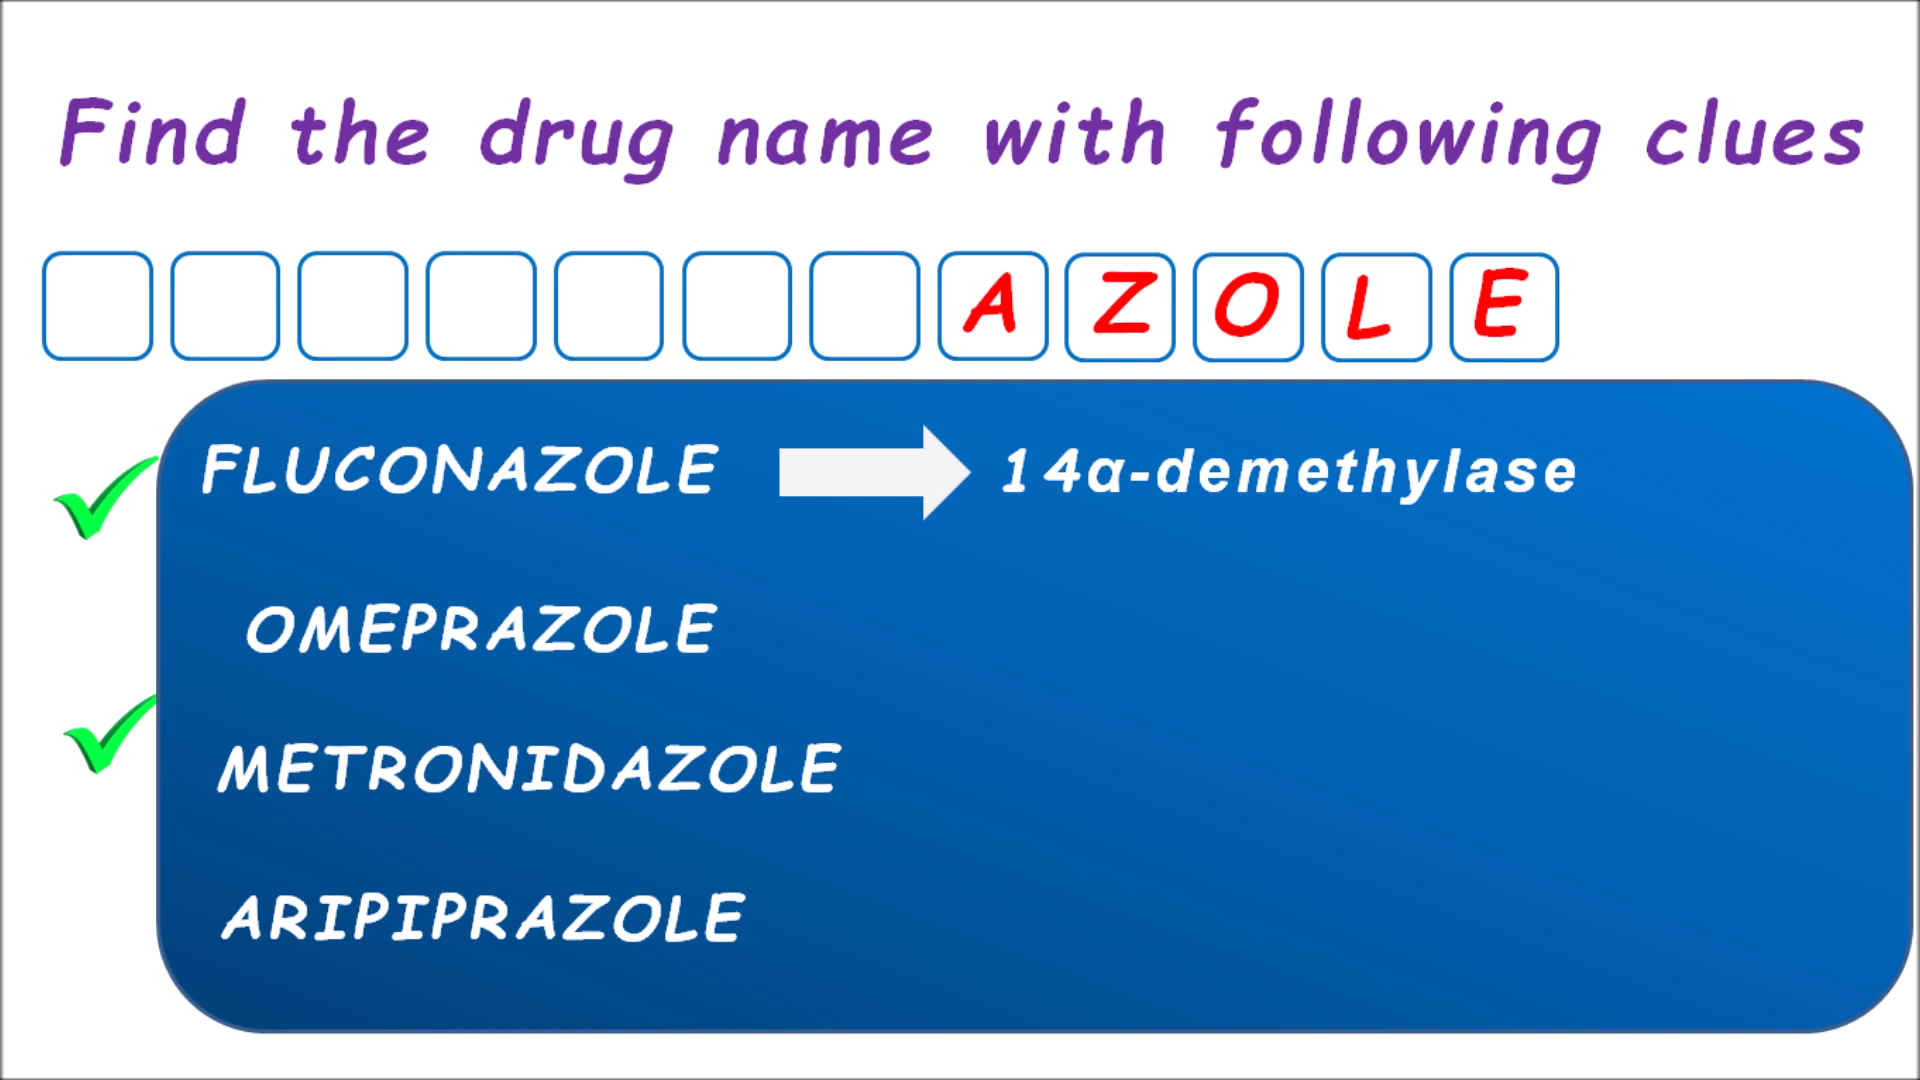 Find the drug name with following clues
A Z O L E
FLUCONAZOLE 14α-demethylase
OMEPRAZOLE
METRONIDAZOLE
ARIPIPRAZOLE